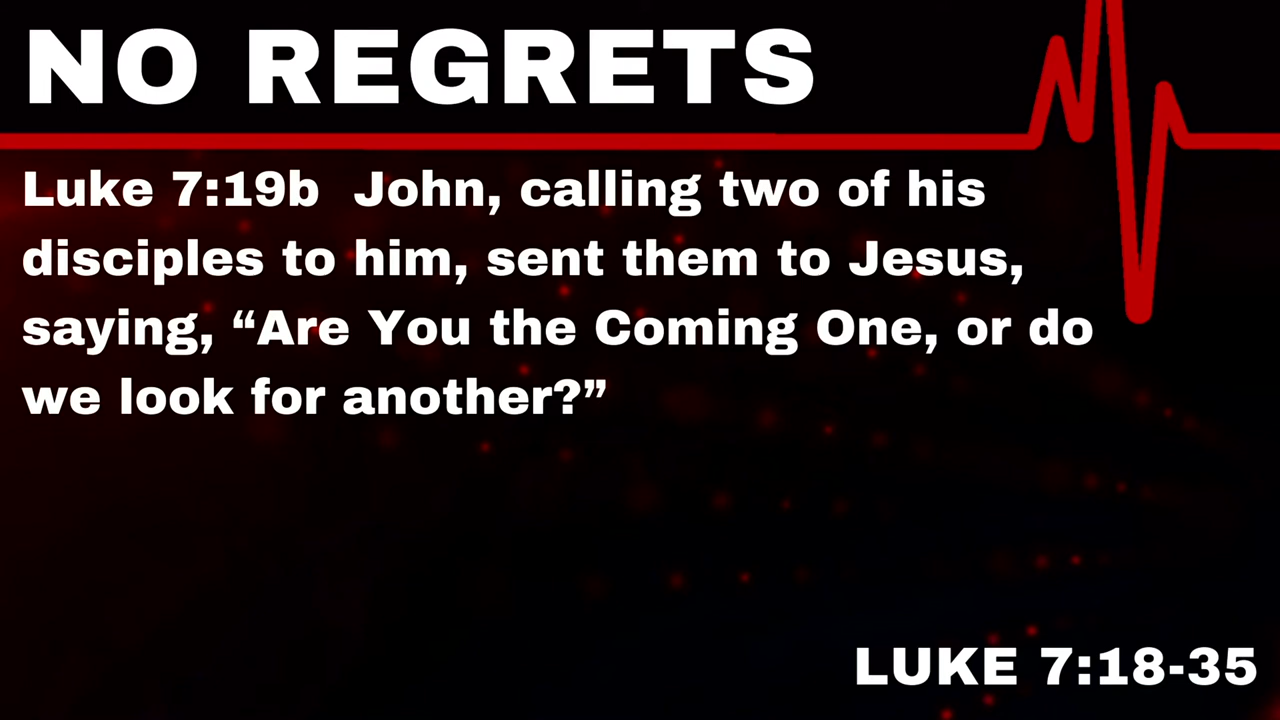 NO REGRETS
Luke 7:19b  John, calling two of his
disciples to him, sent them to Jesus,
saying, “Are You the Coming One, or do
we look for another?”
LUKE 7:18-35